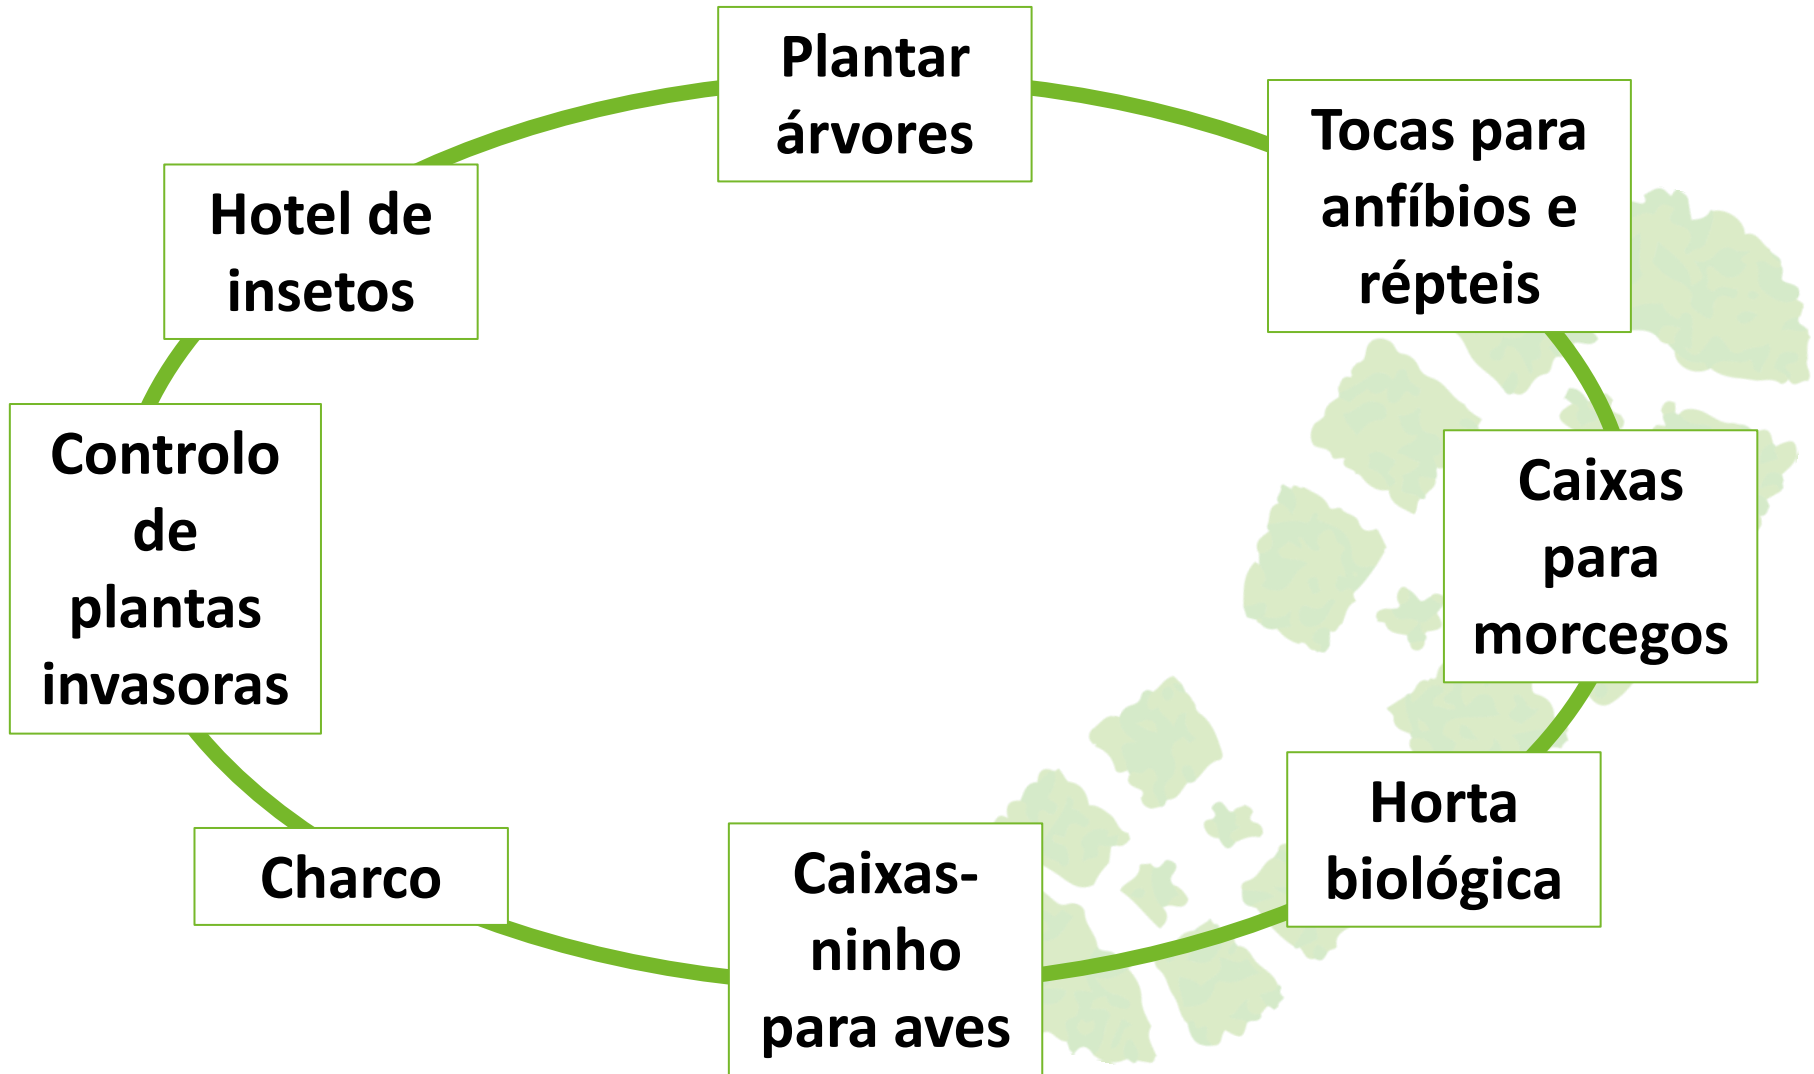 Plantar
árvores
Tocas para
anfíbios e
répteis
Caixas
para
morcegos
Horta
biológica
Caixas-
ninho
para aves
Charco
Controlo
de
plantas
invasoras
Hotel de
insetos